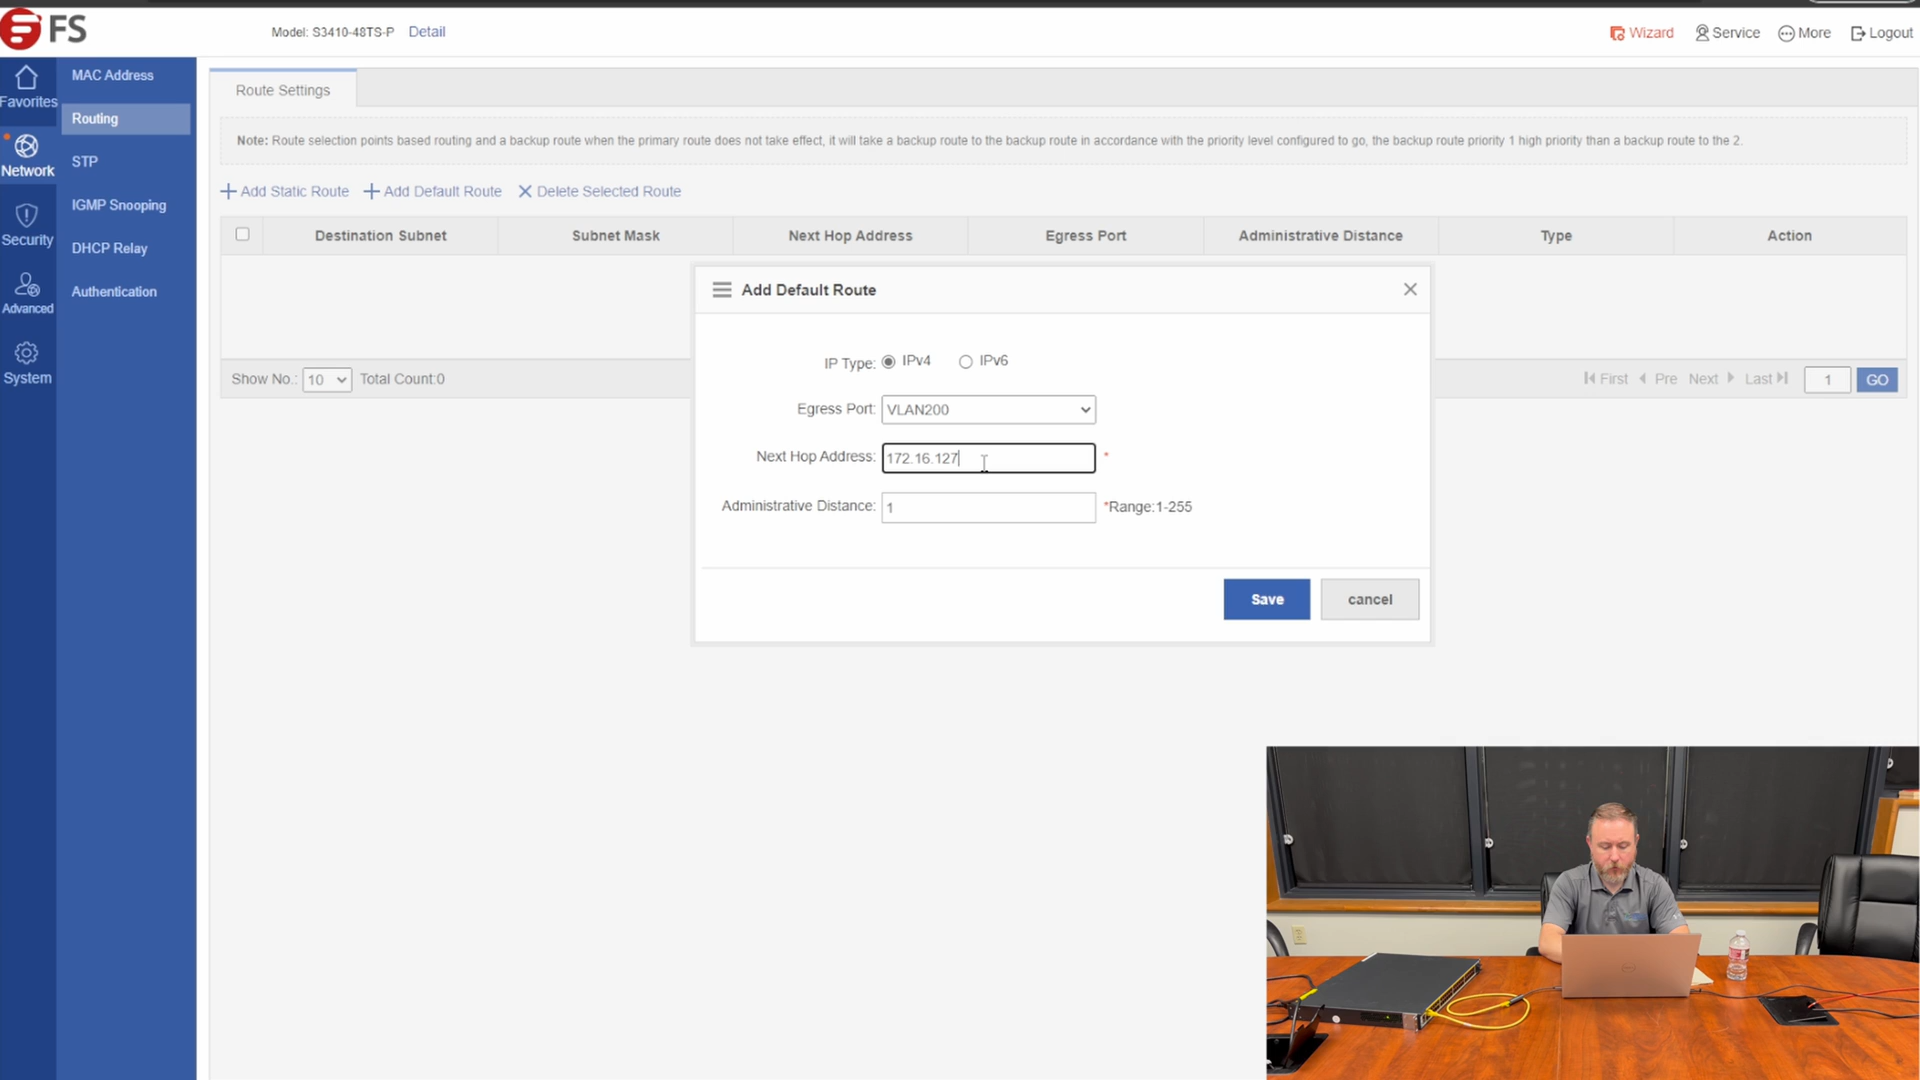 FS
Model: S3410-48TS-P Detail
Wizard Service More Logout
Favorites
Network
Security
Advanced
System
MAC Address
Routing
STP
IGMP Snooping
DHCP Relay
Authentication
Route Settings
Note: Route selection points based routing and a backup route when the primary route does not take effect, it will take a backup route to the backup route in accordance with the priority level configured to go, the backup route priority 1 high priority than a backup route to the 2.
Add Static Route Add Default Route Delete Selected Route
Destination Subnet Subnet Mask Next Hop Address Egress Port Administrative Distance Type Action
Add Default Route
IP Type: IPv4 IPv6
Egress Port: VLAN200
Next Hop Address: 172.16.127 *
Administrative Distance: 1 *Range:1-255
Save cancel
Show No.: 10 Total Count:0
First Pre Next Last 1 GO